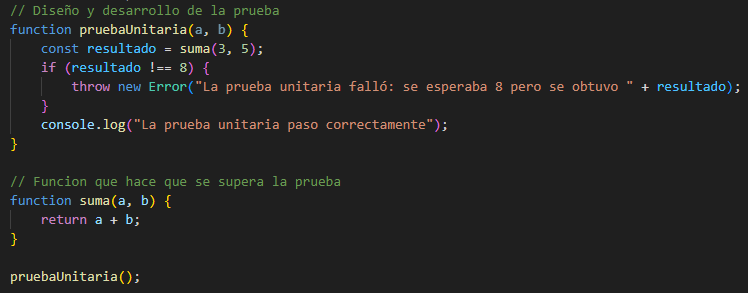 // Diseño y desarrollo de la prueba
function pruebaUnitaria(a, b) {
    const resultado = suma(3, 5);
    if (resultado !== 8) {
        throw new Error("La prueba unitaria falló: se esperaba 8 pero se obtuvo " + resultado);
    }
    console.log("La prueba unitaria paso correctamente");
}

// Funcion que hace que se supera la prueba
function suma(a, b) {
    return a + b;
}

pruebaUnitaria();